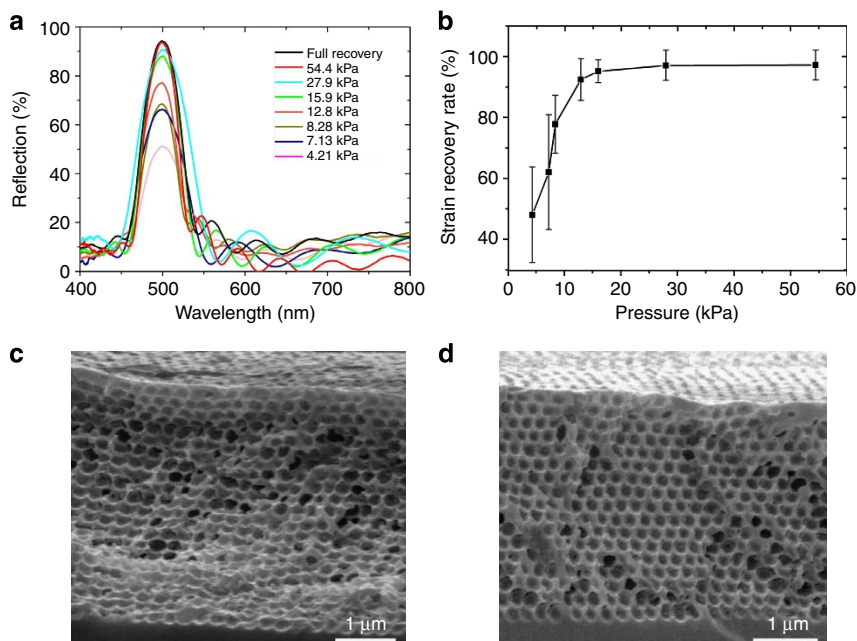 a
100
80
60
40
20
0
400
500
600
700
800
Reflection (%)
Wavelength (nm)
Full recovery
54.4 kPa
27.9 kPa
15.9 kPa
12.8 kPa
8.28 kPa
7.13 kPa
4.21 kPa
b
100
80
60
40
0
10
20
30
40
50
60
Strain recovery rate (%)
Pressure (kPa)
c
1 μm
d
1 μm